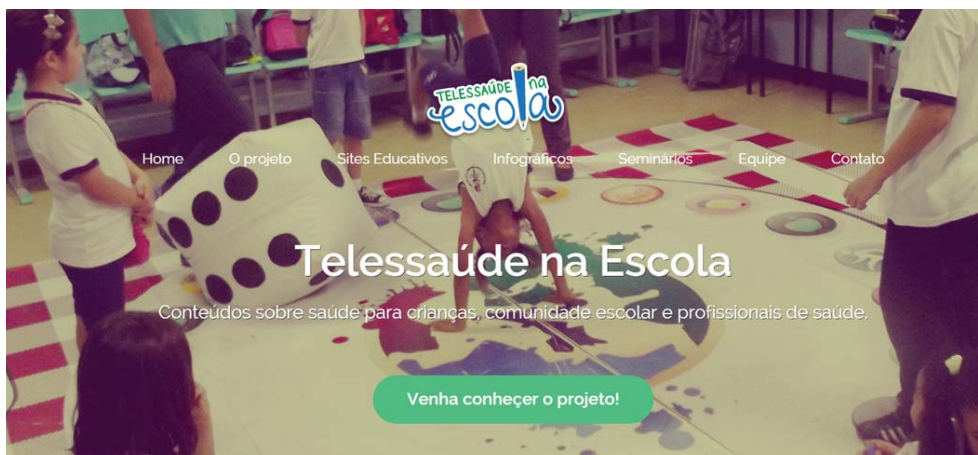 TELESSAÚDE na
escola
Home O projeto Sites Educativos Infográficos Seminários Equipe Contato
Telessaúde na Escola
Conteúdos sobre saúde para crianças, comunidade escolar e profissionais de saúde.
Venha conheçer o projeto!